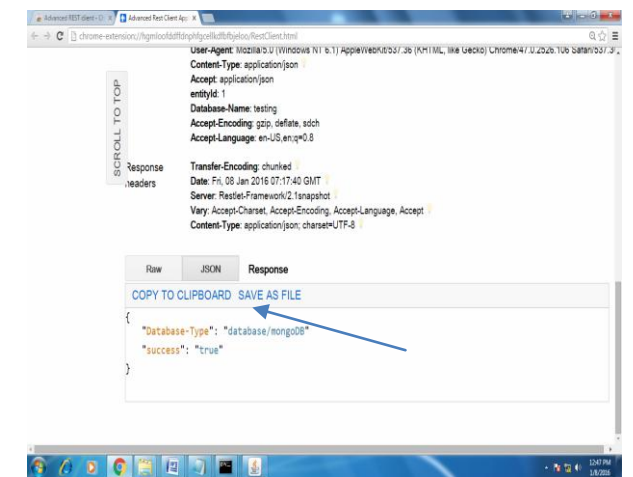 Advanced REST client - D
Advanced Rest Client App
chrome-extension://hgmloofddffdnphfgcellkdfbfbjeloo/RestClient.html
User-Agent: Mozilla/5.0 (Windows NT 6.1) AppleWebKit/537.36 (KHTML, like Gecko) Chrome/47.0.2526.106 Safari/537.3
Content-Type: application/json
Accept: application/json
entityId: 1
Database-Name: testing
Accept-Encoding: gzip, deflate, sdch
Accept-Language: en-US,en;q=0.8
SCROLL TO TOP
Response headers
Transfer-Encoding: chunked
Date: Fri, 08 Jan 2016 07:17:40 GMT
Server: Restlet-Framework/2.1snapshot
Vary: Accept-Charset, Accept-Encoding, Accept-Language, Accept
Content-Type: application/json; charset=UTF-8
Raw JSON Response
COPY TO CLIPBOARD SAVE AS FILE
{
"Database-Type": "database/mongoDB"
"success": "true"
}
12:47 PM
1/8/2016